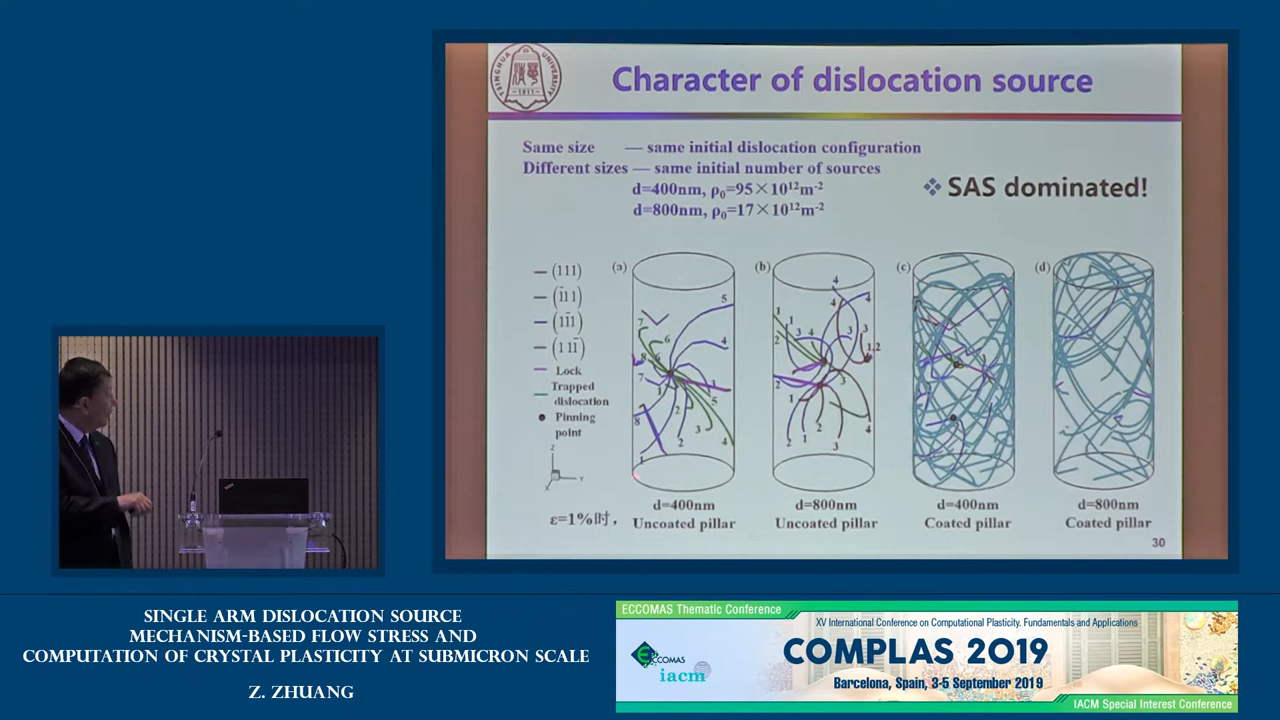 TSINGHUA UNIVERSITY
-1911-
Character of dislocation source
Same size — same initial dislocation configuration
Different sizes — same initial number of sources
d=400nm, ρ₀=95×10¹²m⁻²
d=800nm, ρ₀=17×10¹²m⁻²
❖ SAS dominated!
(111)
(1̄11)
(11̄1)
(111̄)
Lock
Trapped
dislocation
Pinning
point
(a)
(b)
(c)
(d)
ε=1%时,
d=400nm
Uncoated pillar
d=800nm
Uncoated pillar
d=400nm
Coated pillar
d=800nm
Coated pillar
30
SINGLE ARM DISLOCATION SOURCE
MECHANISM-BASED FLOW STRESS AND
COMPUTATION OF CRYSTAL PLASTICITY AT SUBMICRON SCALE
Z. ZHUANG
ECCOMAS Thematic Conference
XV International Conference on Computational Plasticity. Fundamentals and Applications
ECCOMAS
iacm
COMPLAS 2019
Barcelona, Spain, 3-5 September 2019
IACM Special Interest Conference